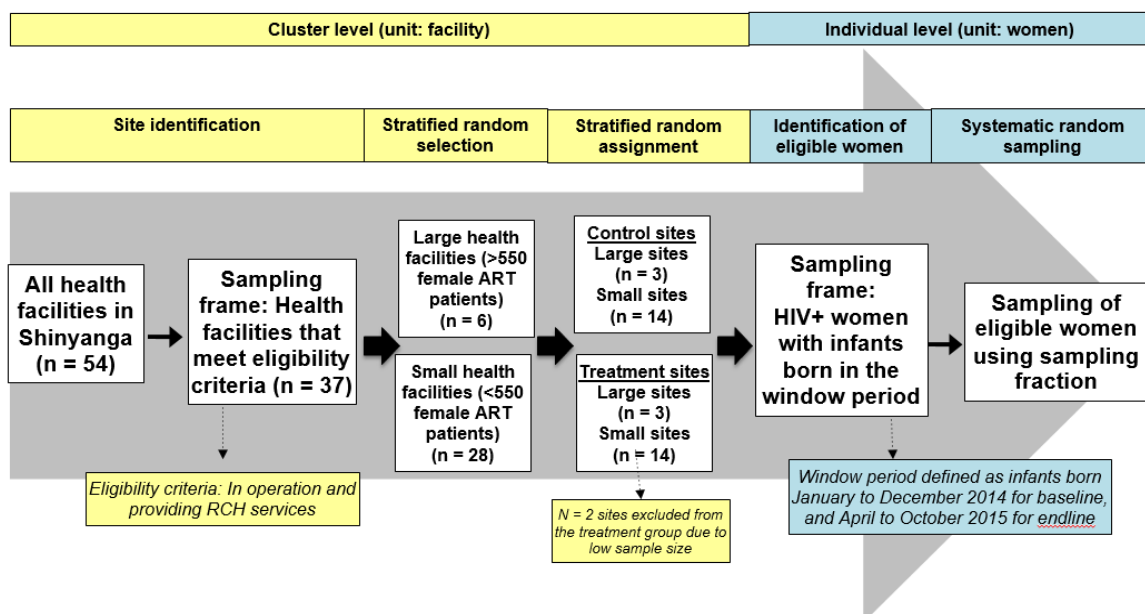 Cluster level (unit: facility)
Individual level (unit: women)
Site identification
Stratified random
selection
Stratified random
assignment
Identification of
eligible women
Systematic random
sampling
All health
facilities in
Shinyanga
(n = 54)
Sampling
frame: Health
facilities that
meet eligibility
criteria (n = 37)
Large health
facilities (>550
female ART
patients)
(n = 6)
Small health
facilities (<550
female ART
patients)
(n = 28)
Control sites
Large sites
(n = 3)
Small sites
(n = 14)
Treatment sites
Large sites
(n = 3)
Small sites
(n = 14)
Sampling
frame:
HIV+ women
with infants
born in the
window period
Sampling of
eligible women
using sampling
fraction
Eligibility criteria: In operation and
providing RCH services
N = 2 sites excluded from
the treatment group due to
low sample size
Window period defined as infants born
January to December 2014 for baseline,
and April to October 2015 for endline